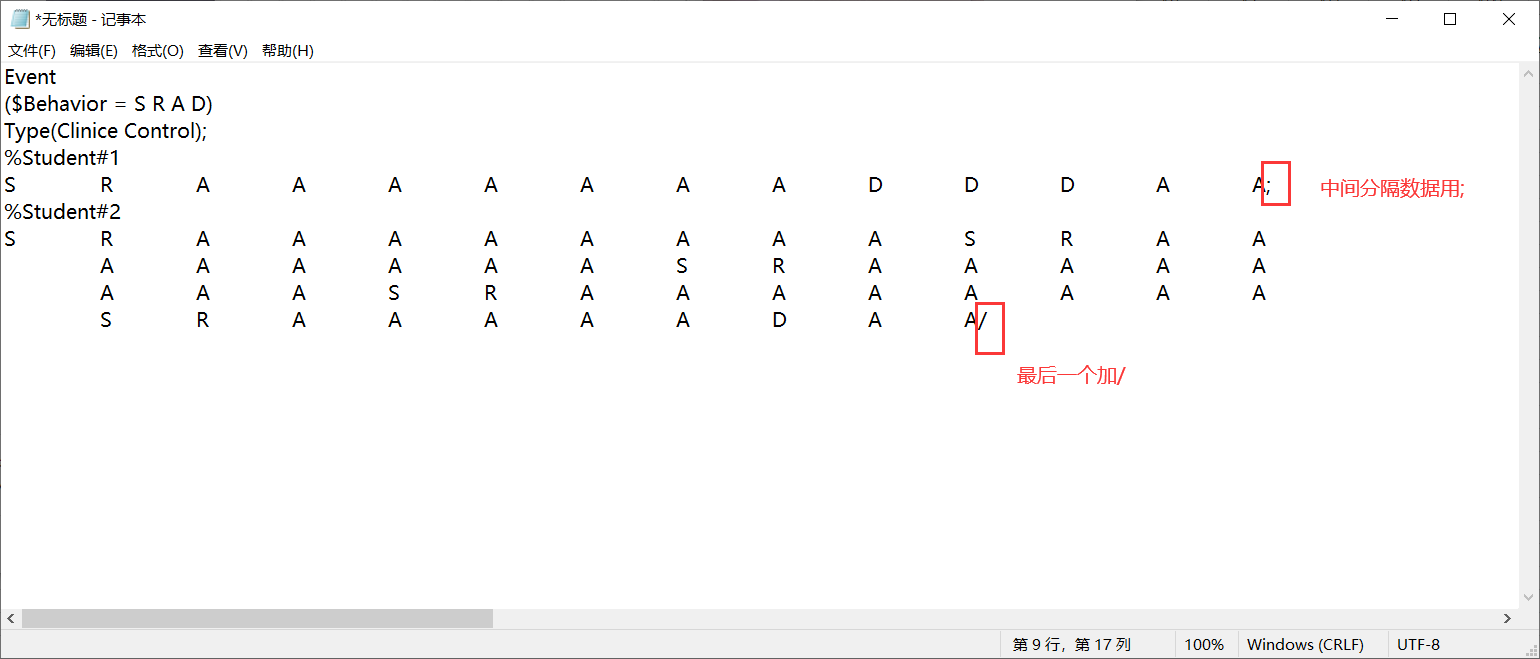 *无标题 - 记事本
文件(F) 编辑(E) 格式(O) 查看(V) 帮助(H)
Event
($Behavior = S R A D)
Type(Clinice Control);
%Student#1
S R A A A A A A A D D D A A;
中间分隔数据用;
%Student#2
S R A A A A A A A A S R A A
A A A A A A S R A A A A A
A A A S R A A A A A A A A
S R A A A A A D A A/
最后一个加/
第 9 行，第 17 列 100% Windows (CRLF) UTF-8